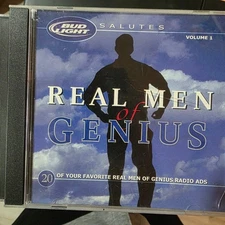 BUD LIGHT SALUTES
VOLUME 1
REAL MEN
of
GENIUS
20 OF YOUR FAVORITE REAL MEN OF GENIUS RADIO ADS